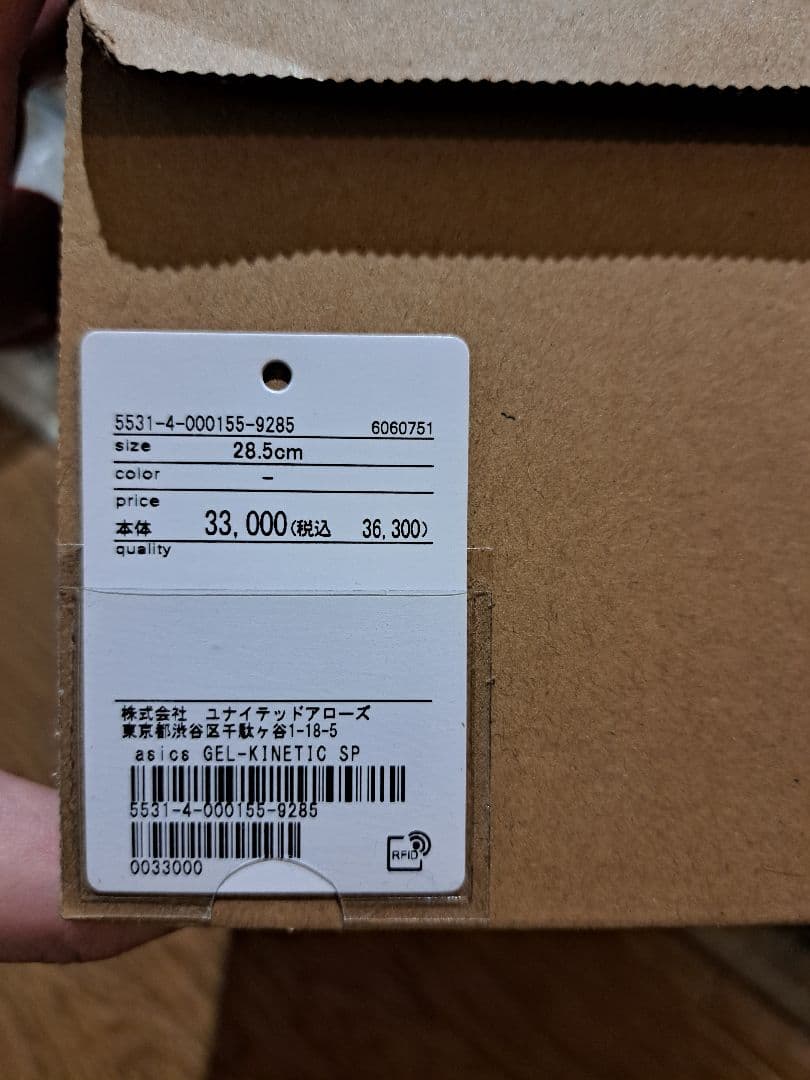 5531-4-000155-9285 6060751
size 28.5cm
color -
price
本体 33,000(税込 36,300)
quality
株式会社 ユナイテッドアローズ
東京都渋谷区千駄ヶ谷1-18-5
asics GEL-KINETIC SP
5531-4-000155-9285
0033000
RFID